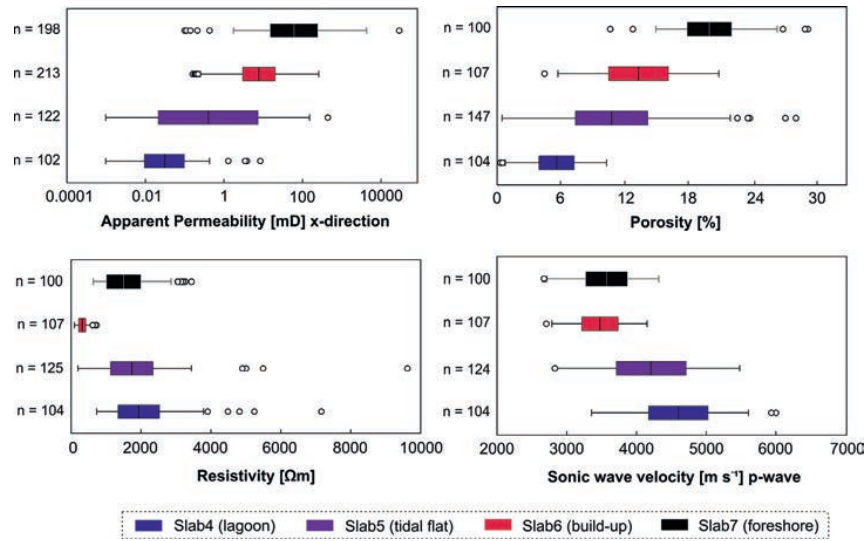 n = 198
n = 213
n = 122
n = 102
0.0001
0.01
1
100
10000
Apparent Permeability [mD] x-direction
n = 100
n = 107
n = 147
n = 104
0
6
12
18
24
30
Porosity [%]
n = 100
n = 107
n = 125
n = 104
0
2000
4000
6000
8000
10000
Resistivity [Ωm]
n = 100
n = 107
n = 124
n = 104
2000
3000
4000
5000
6000
7000
Sonic wave velocity [m s⁻¹] p-wave
Slab4 (lagoon) Slab5 (tidal flat) Slab6 (build-up) Slab7 (foreshore)